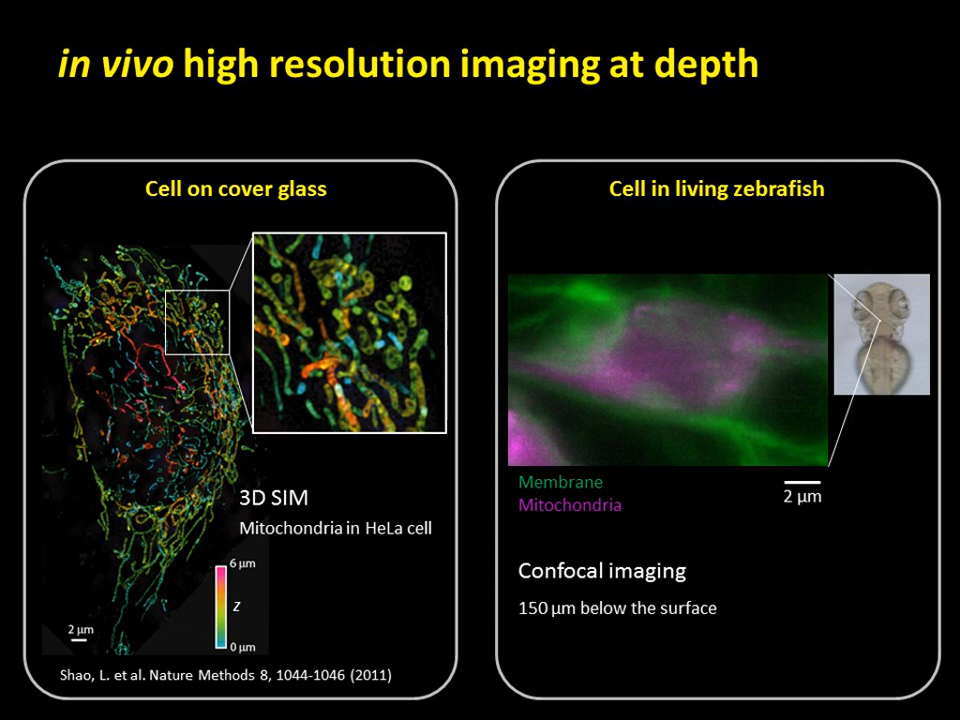 in vivo high resolution imaging at depth
Cell on cover glass
3D SIM
Mitochondria in HeLa cell
6 µm
z
0 µm
2 µm
Shao, L. et al. Nature Methods 8, 1044-1046 (2011)
Cell in living zebrafish
Membrane
Mitochondria
2 µm
Confocal imaging
150 µm below the surface